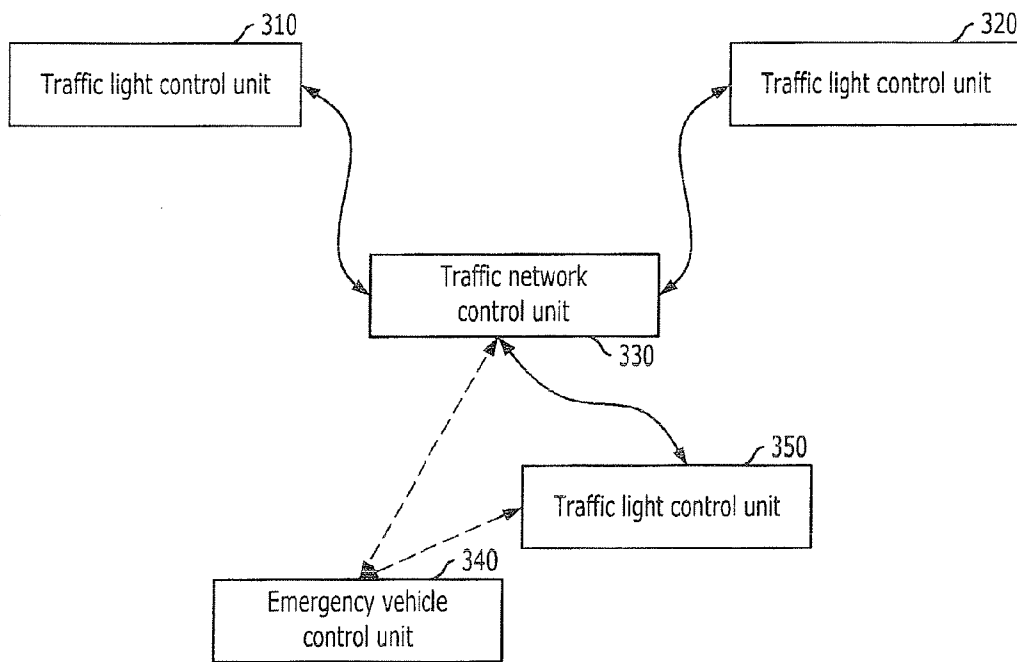 310
Traffic light control unit
320
Traffic light control unit
Traffic network
control unit
330
350
Traffic light control unit
340
Emergency vehicle
control unit